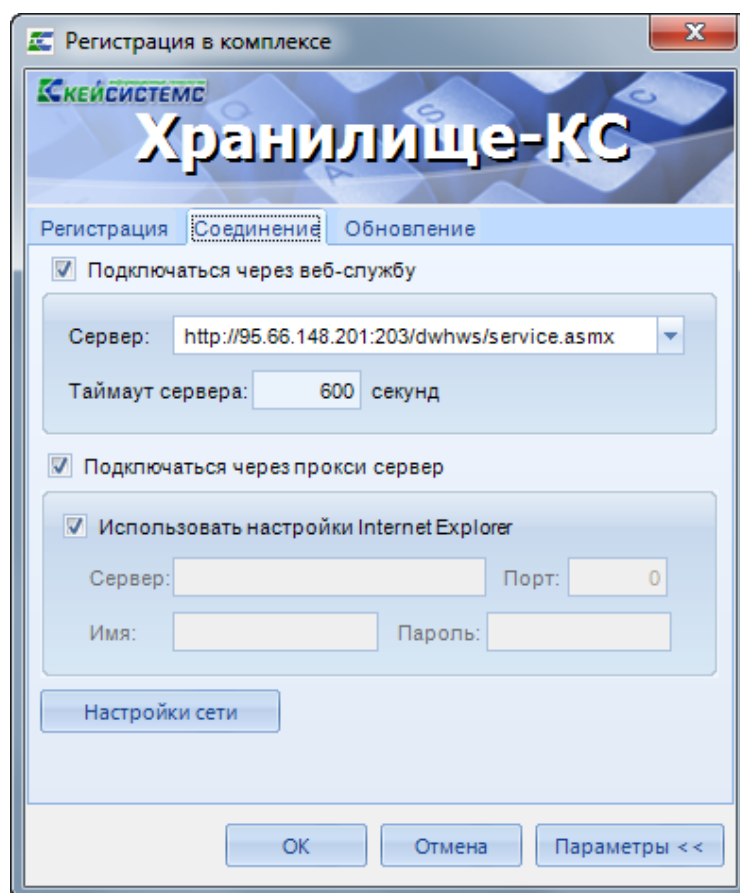 Регистрация в комплексе
КЕЙСИСТЕМС
Хранилище-КС
Регистрация Соединение Обновление
Подключаться через веб-службу
Сервер: http://95.66.148.201:203/dwhws/service.asmx
Таймаут сервера: 600 секунд
Подключаться через прокси сервер
Использовать настройки Internet Explorer
Сервер: Порт: 0
Имя: Пароль:
Настройки сети
ОК Отмена Параметры <<